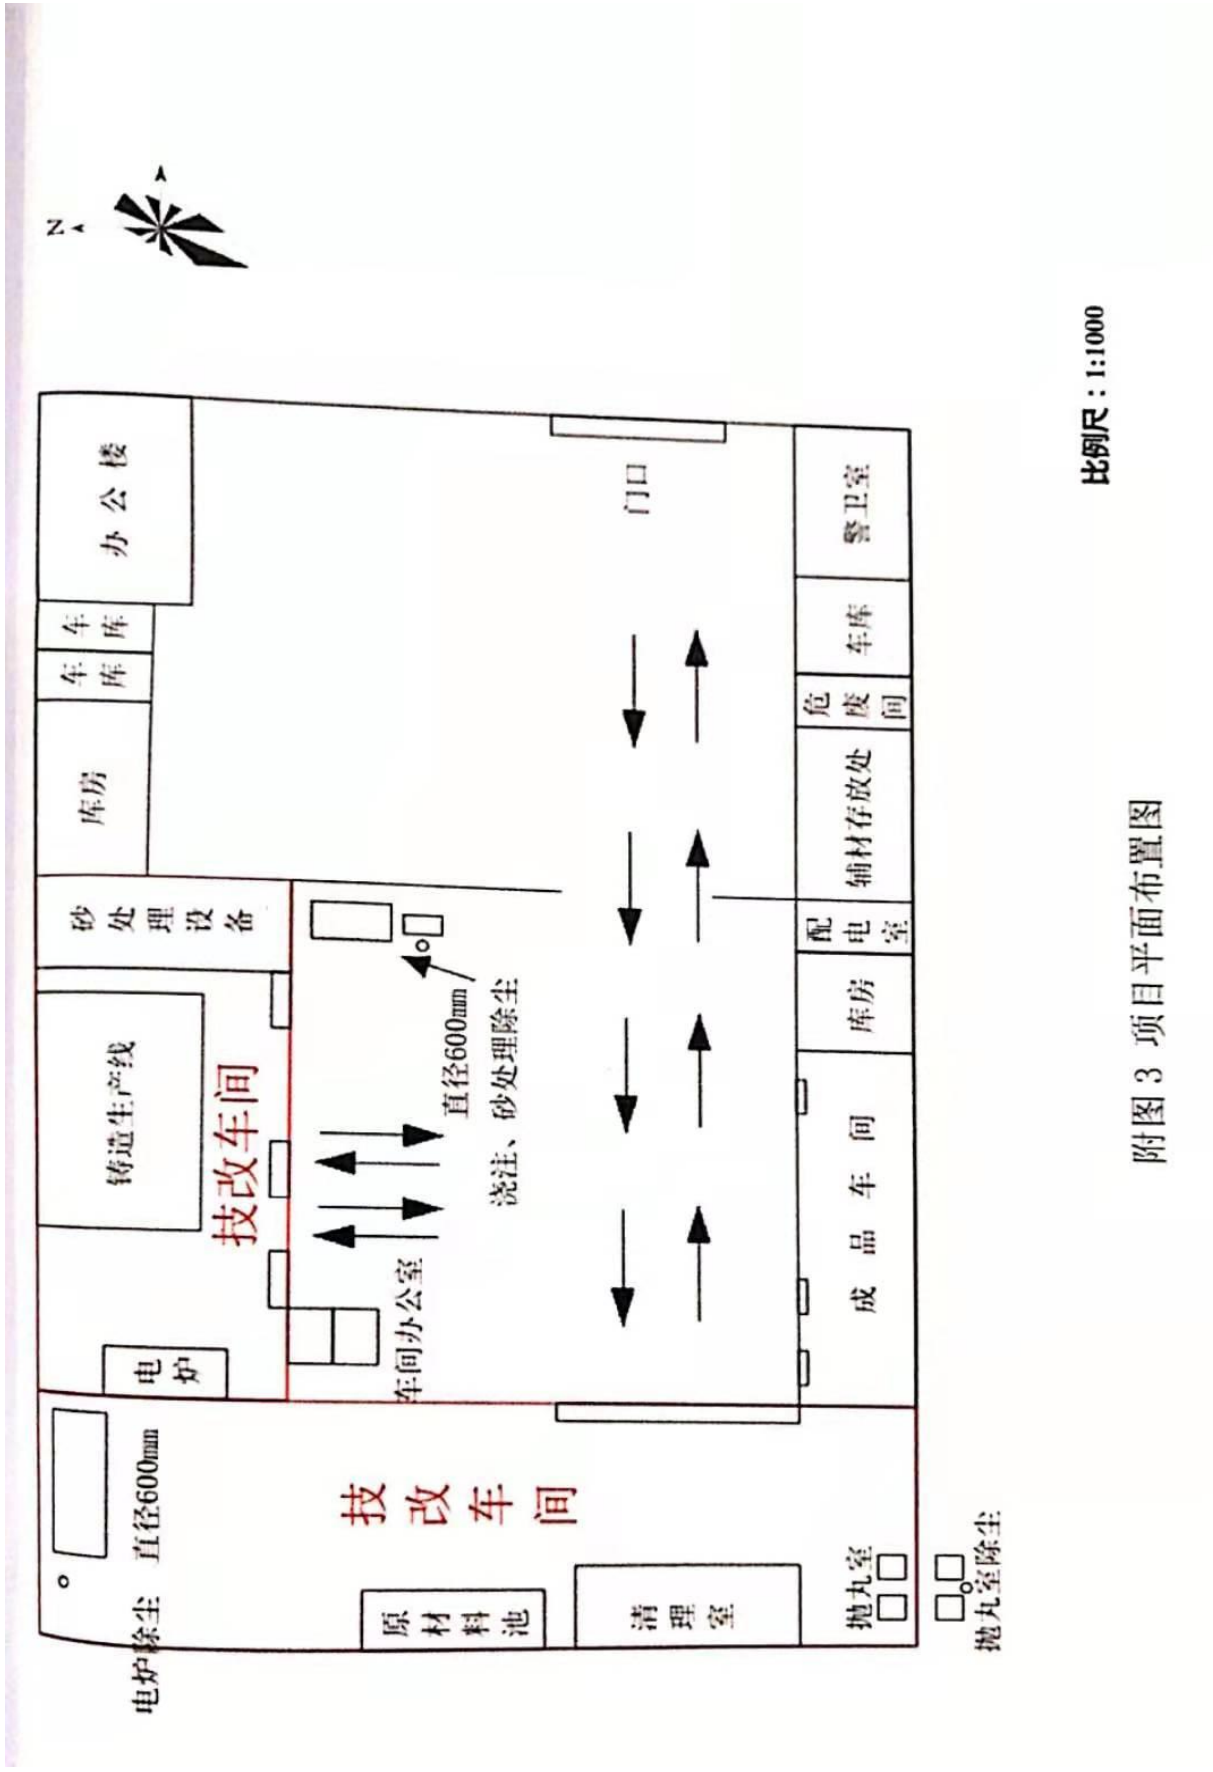 N
办公楼
车库
车库
库房
砂处理设备
铸造生产线
技改车间
电炉
直径600mm
电炉除尘
门口
直径600mm
浇注、砂处理除尘
车间办公室
技改车间
原材料池
清理室
抛丸室
抛丸室除尘
警卫室
车库
危废间
辅材存放处
配电室
库房
成品车间
比例尺：1:1000
附图 3 项目平面布置图